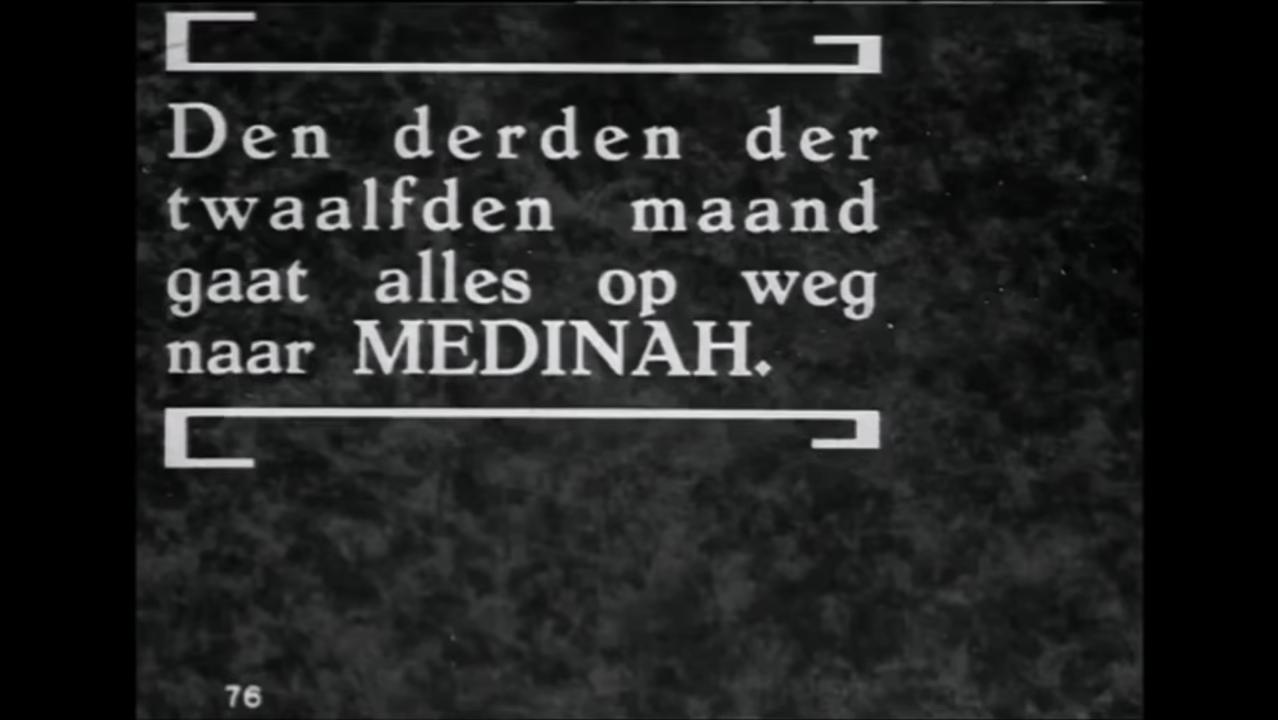 Den derden der
twaalfden maand
gaat alles op weg
naar MEDINAH.
76